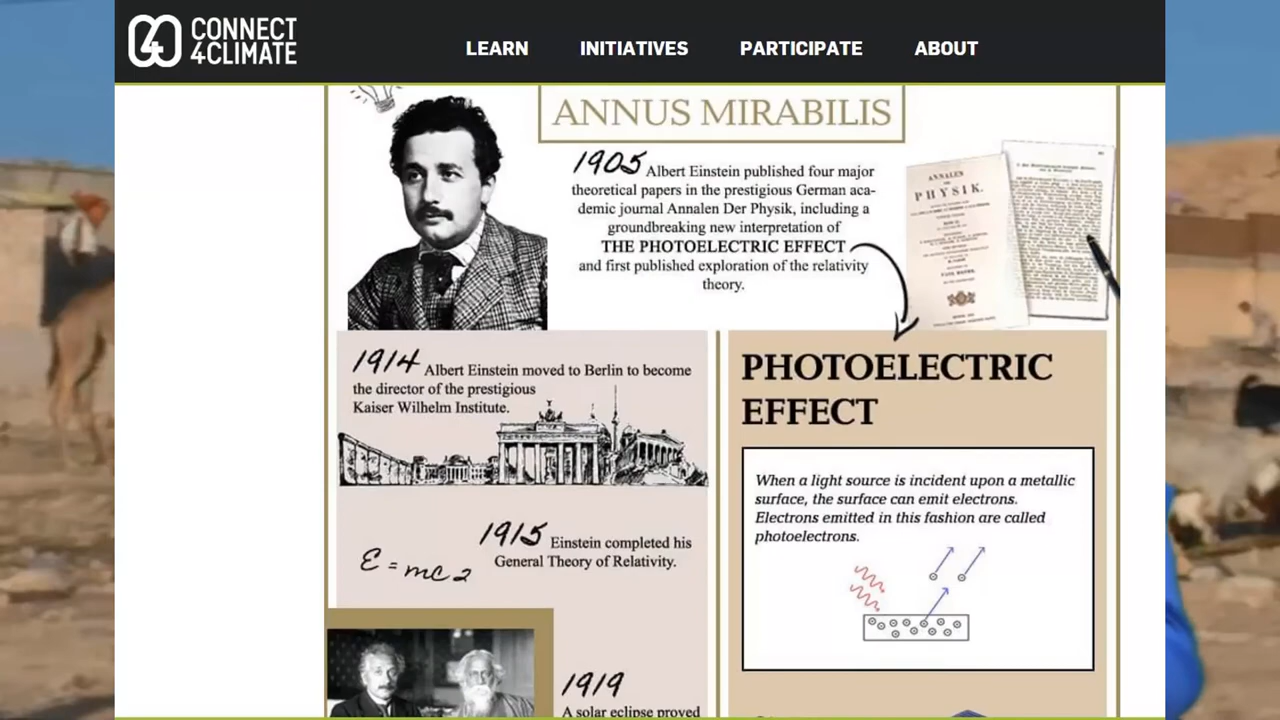 CONNECT
4CLIMATE
LEARN INITIATIVES PARTICIPATE ABOUT
ANNUS MIRABILIS
1905 Albert Einstein published four major
theoretical papers in the prestigious German aca-
demic journal Annalen Der Physik, including a
groundbreaking new interpretation of
THE PHOTOELECTRIC EFFECT
and first published exploration of the relativity
theory.
ANNALEN
PHYSIK.
1914 Albert Einstein moved to Berlin to become
the director of the prestigious
Kaiser Wilhelm Institute.
1915 Einstein completed his
General Theory of Relativity.
E = mc2
1919
A solar eclipse proved
PHOTOELECTRIC
EFFECT
When a light source is incident upon a metallic
surface, the surface can emit electrons.
Electrons emitted in this fashion are called
photoelectrons.